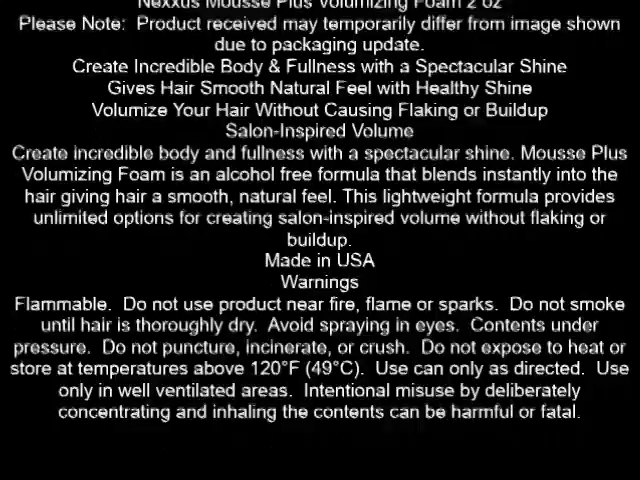 Nexxus Mousse Plus Volumizing Foam 2 oz
Please Note:  Product received may temporarily differ from image shown
due to packaging update.
Create Incredible Body & Fullness with a Spectacular Shine
Gives Hair Smooth Natural Feel with Healthy Shine
Volumize Your Hair Without Causing Flaking or Buildup
Salon-Inspired Volume
Create incredible body and fullness with a spectacular shine. Mousse Plus
Volumizing Foam is an alcohol free formula that blends instantly into the
hair giving hair a smooth, natural feel. This lightweight formula provides
unlimited options for creating salon-inspired volume without flaking or
buildup.
Made in USA
Warnings
Flammable.  Do not use product near fire, flame or sparks.  Do not smoke
until hair is thoroughly dry.  Avoid spraying in eyes.  Contents under
pressure.  Do not puncture, incinerate, or crush.  Do not expose to heat or
store at temperatures above 120°F (49°C).  Use can only as directed.  Use
only in well ventilated areas.  Intentional misuse by deliberately
concentrating and inhaling the contents can be harmful or fatal.